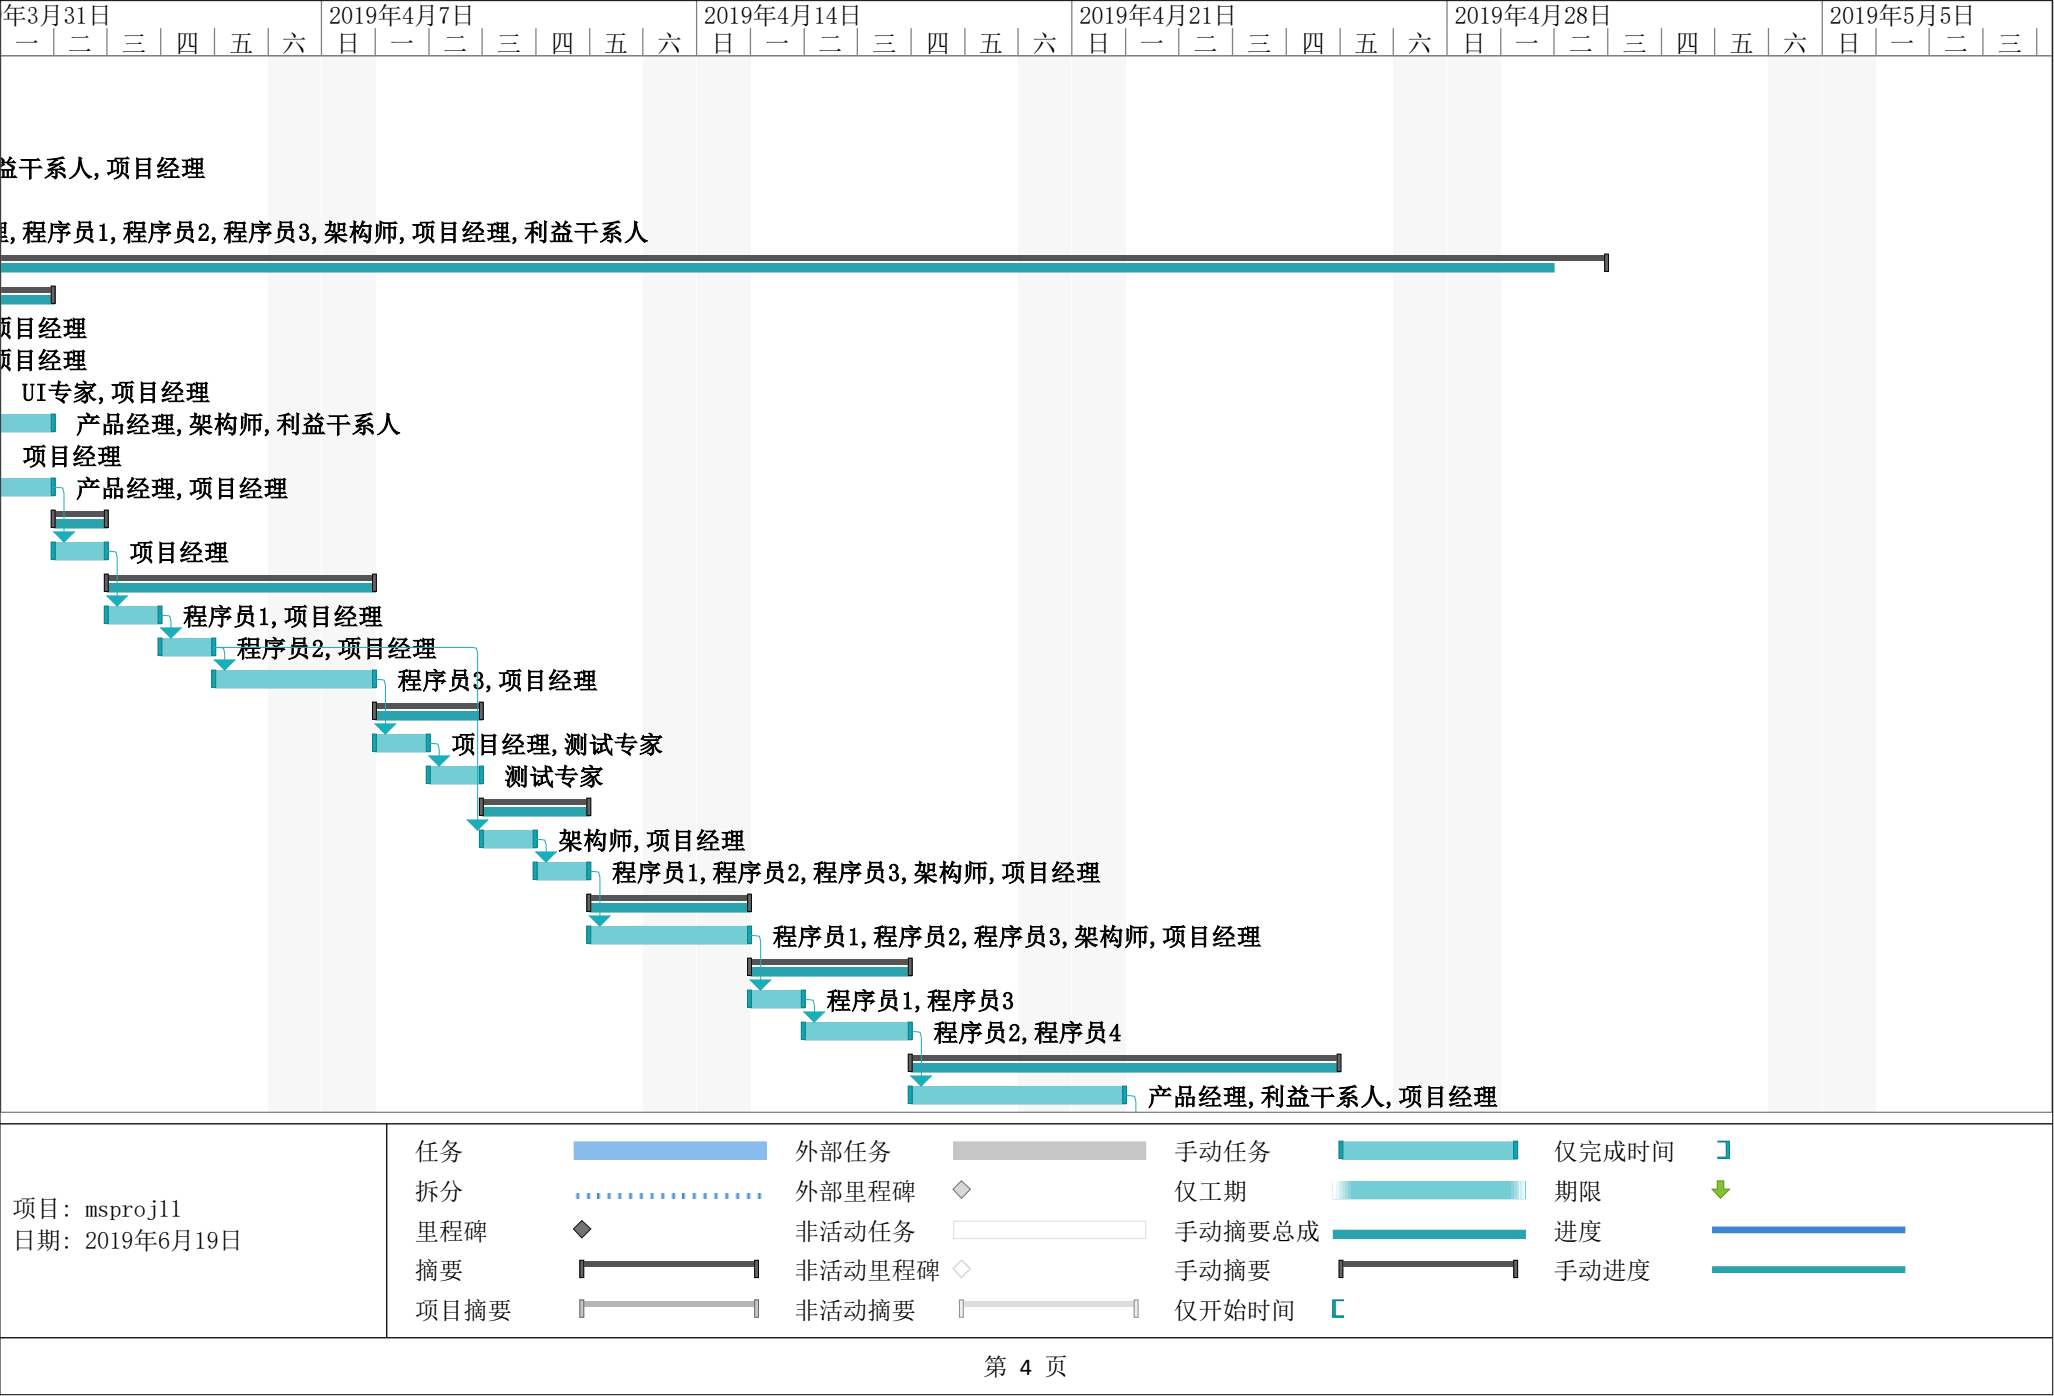 年3月31日 2019年4月7日 2019年4月14日 2019年4月21日 2019年4月28日 2019年5月5日
一 二 三 四 五 六 日 一 二 三 四 五 六 日 一 二 三 四 五 六 日 一 二 三 四 五 六 日 一 二 三 四 五 六 日 一 二 三
益干系人,项目经理
理,程序员1,程序员2,程序员3,架构师,项目经理,利益干系人
项目经理
项目经理
UI专家,项目经理
产品经理,架构师,利益干系人
项目经理
产品经理,项目经理
项目经理
程序员1,项目经理
程序员2,项目经理
程序员3,项目经理
项目经理,测试专家
测试专家
架构师,项目经理
程序员1,程序员2,程序员3,架构师,项目经理
程序员1,程序员2,程序员3,架构师,项目经理
程序员1,程序员3
程序员2,程序员4
产品经理,利益干系人,项目经理
项目: msproj11
日期: 2019年6月19日
任务 外部任务 手动任务 仅完成时间
拆分 外部里程碑 仅工期 期限
里程碑 非活动任务 手动摘要总成 进度
摘要 非活动里程碑 手动摘要 手动进度
项目摘要 非活动摘要 仅开始时间
第 4 页